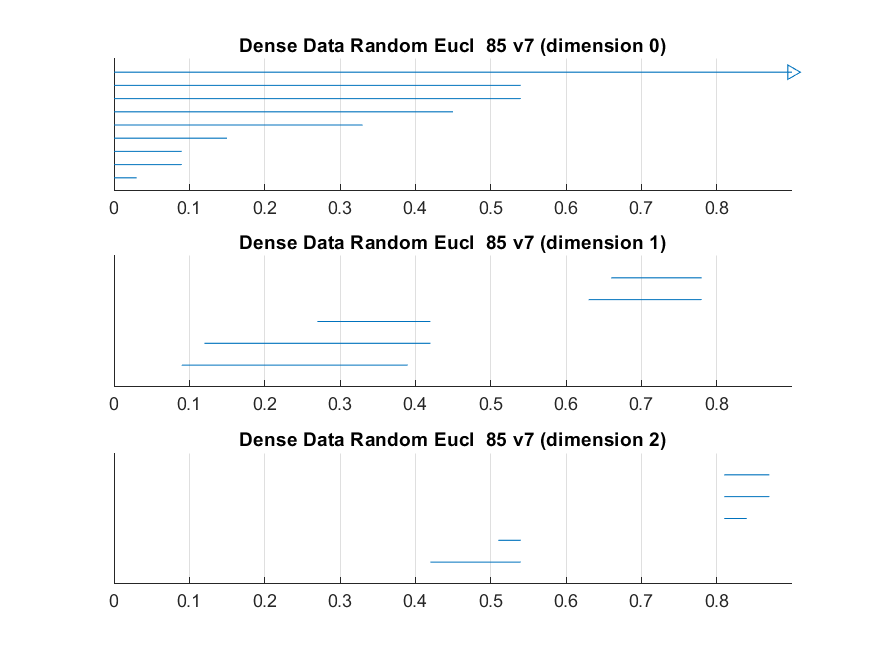 Dense Data Random Eucl  85 v7 (dimension 0)
0 0.1 0.2 0.3 0.4 0.5 0.6 0.7 0.8
Dense Data Random Eucl  85 v7 (dimension 1)
0 0.1 0.2 0.3 0.4 0.5 0.6 0.7 0.8
Dense Data Random Eucl  85 v7 (dimension 2)
0 0.1 0.2 0.3 0.4 0.5 0.6 0.7 0.8